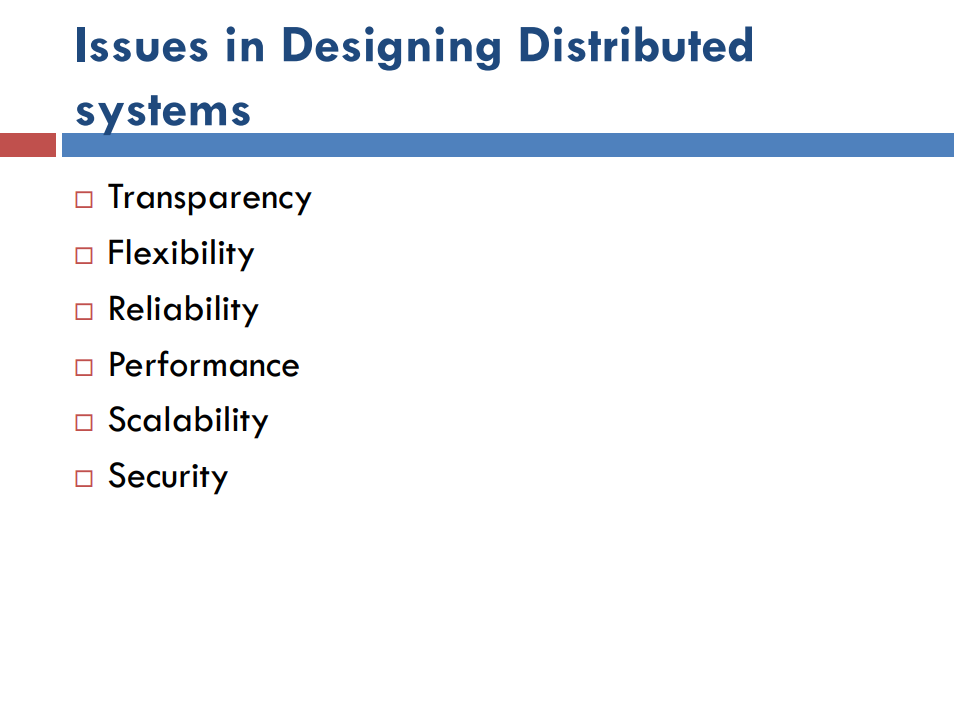 Issues in Designing Distributed
systems
Transparency
Flexibility
Reliability
Performance
Scalability
Security